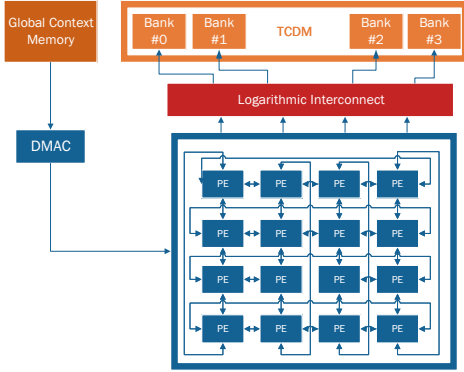 Global Context
Memory
Bank
#0
Bank
#1
TCDM
Bank
#2
Bank
#3
Logarithmic Interconnect
DMAC
PE PE PE PE
PE PE PE PE
PE PE PE PE
PE PE PE PE